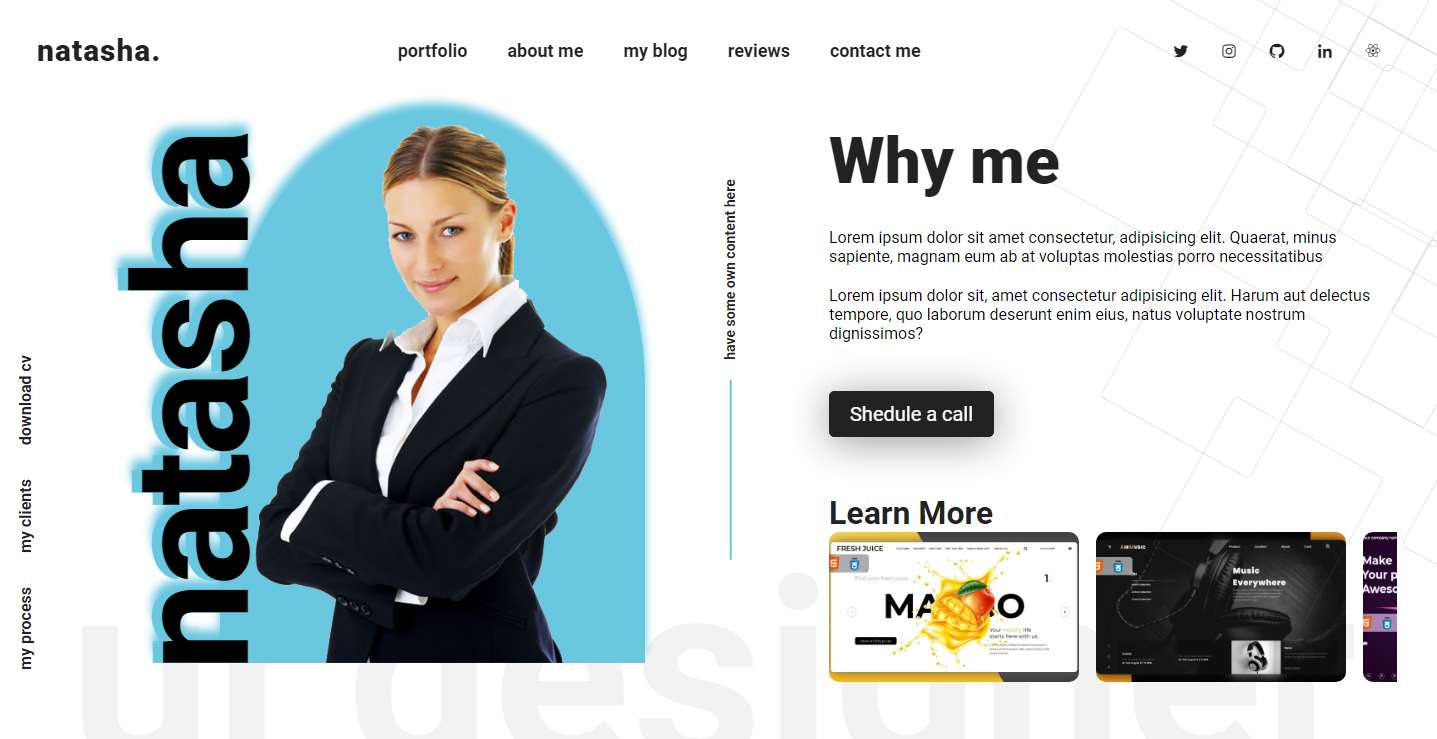 natasha.
portfolio
about me
my blog
reviews
contact me
natasha
download cv
my clients
my process
have some own content here
Why me
Lorem ipsum dolor sit amet consectetur, adipisicing elit. Quaerat, minus
sapiente, magnam eum ab at voluptas molestias porro necessitatibus
Lorem ipsum dolor sit, amet consectetur adipisicing elit. Harum aut delectus
tempore, quo laborum deserunt enim eius, natus voluptate nostrum
dignissimos?
Shedule a call
Learn More
FRESH JUICE
Find your fresh juice
1
MA
O
Your healthy life
starts here with us
AirMusic
Music
Everywhere
Make
Your p
Aweso
ui designer